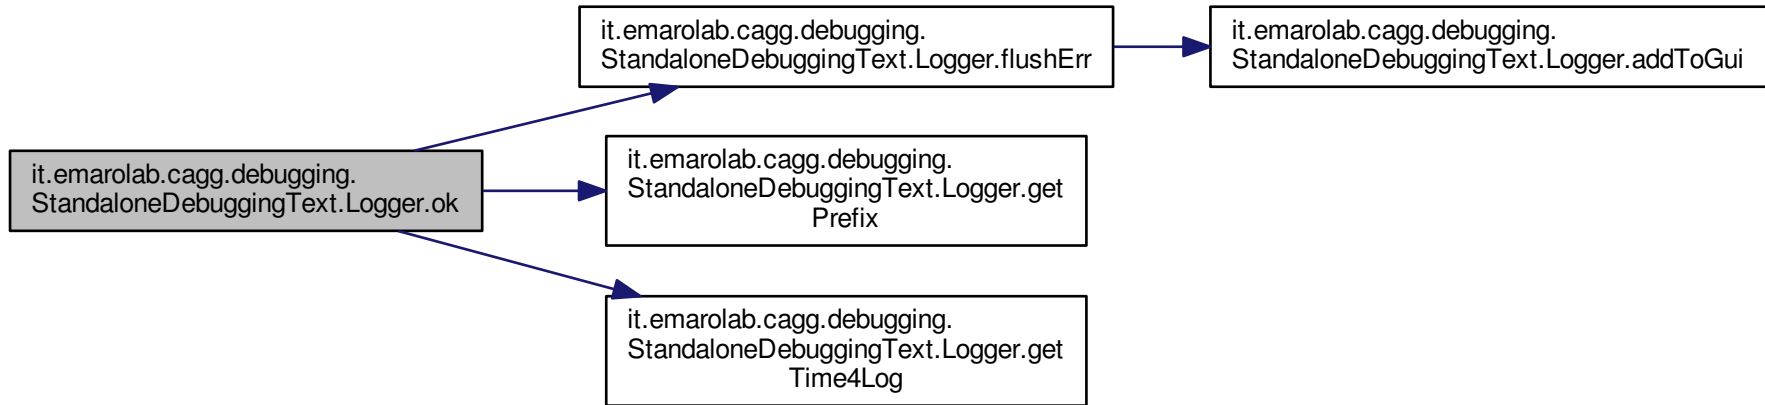 it.emarolab.cagg.debugging.
StandaloneDebuggingText.Logger.flushErr
it.emarolab.cagg.debugging.
StandaloneDebuggingText.Logger.addToGui
it.emarolab.cagg.debugging.
StandaloneDebuggingText.Logger.ok
it.emarolab.cagg.debugging.
StandaloneDebuggingText.Logger.get
Prefix
it.emarolab.cagg.debugging.
StandaloneDebuggingText.Logger.get
Time4Log